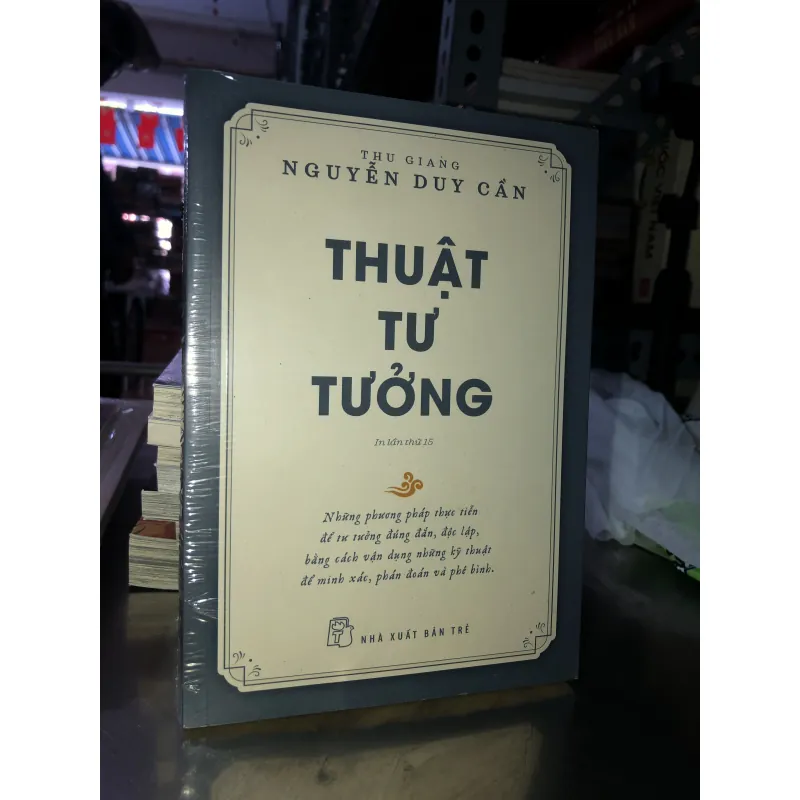 THU GIANG
NGUYỄN DUY CẦN
THUẬT
TƯ
TƯỞNG
In lần thứ 15
Những phương pháp thực tiễn
để tư tưởng đúng đắn, độc lập,
bằng cách vận dụng những kỹ thuật
để minh xác, phán đoán và phê bình.
NHÀ XUẤT BẢN TRẺ
VIỆT NAM